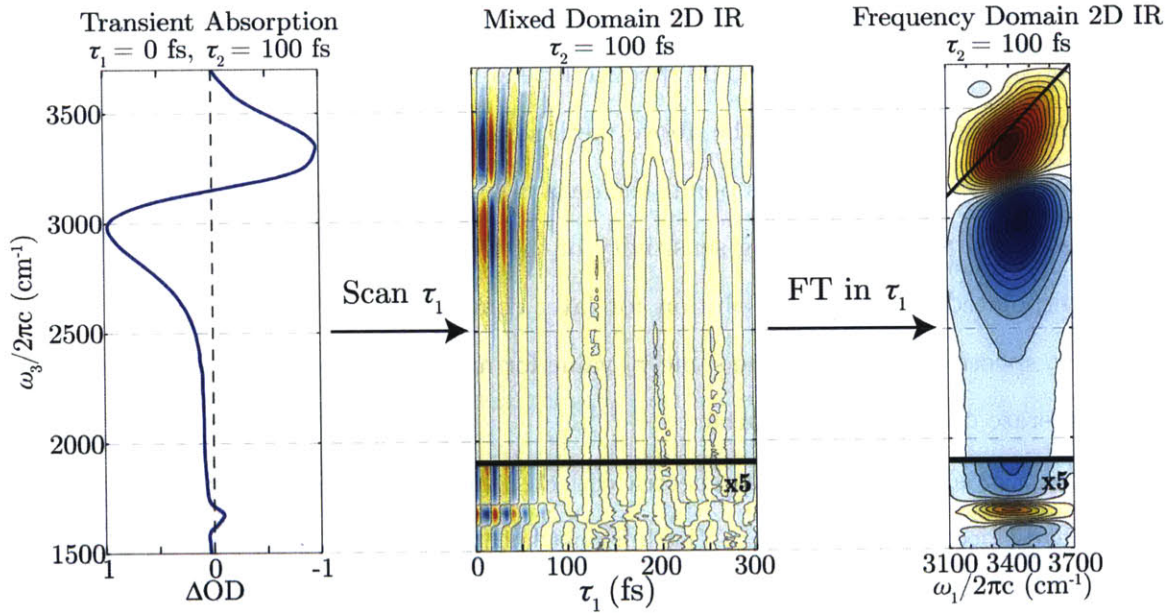 Transient Absorption
τ₁ = 0 fs, τ₂ = 100 fs
3500
3000
2500
2000
1500
ω₃/2πc (cm⁻¹)
1
0
-1
ΔOD
Scan τ₁
Mixed Domain 2D IR
τ₂ = 100 fs
x5
0
100
200
300
τ₁ (fs)
FT in τ₁
Frequency Domain 2D IR
τ₂ = 100 fs
x5
3100
3400
3700
ω₁/2πc (cm⁻¹)